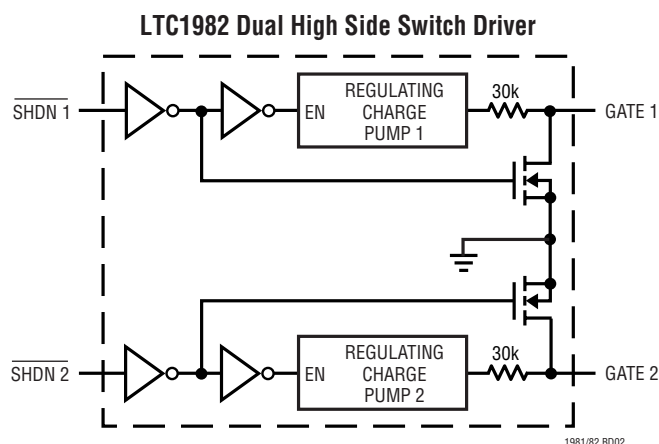 LTC1982 Dual High Side Switch Driver
SHDN 1
EN
REGULATING
CHARGE
PUMP 1
30k
GATE 1
SHDN 2
EN
REGULATING
CHARGE
PUMP 2
30k
GATE 2
1981/82 BD02